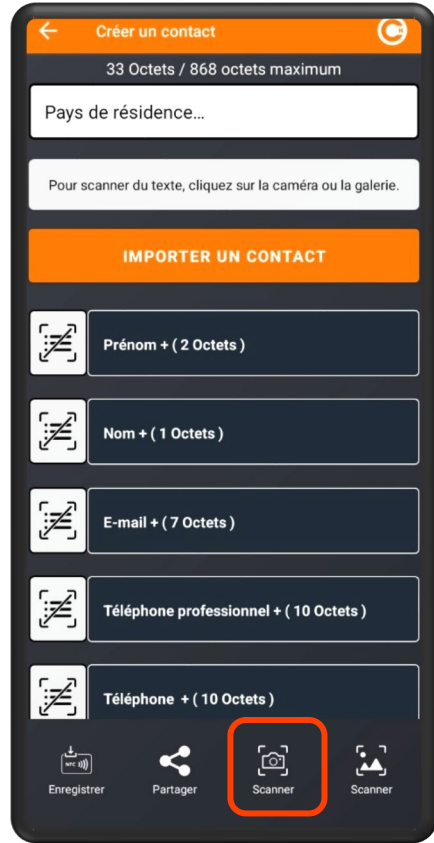 Créer un contact
33 Octets / 868 octets maximum
Pays de résidence...
Pour scanner du texte, cliquez sur la caméra ou la galerie.
IMPORTER UN CONTACT
Prénom + ( 2 Octets )
Nom + ( 1 Octets )
E-mail + ( 7 Octets )
Téléphone professionnel + ( 10 Octets )
Téléphone + ( 10 Octets )
NFC
Enregistrer Partager Scanner Scanner